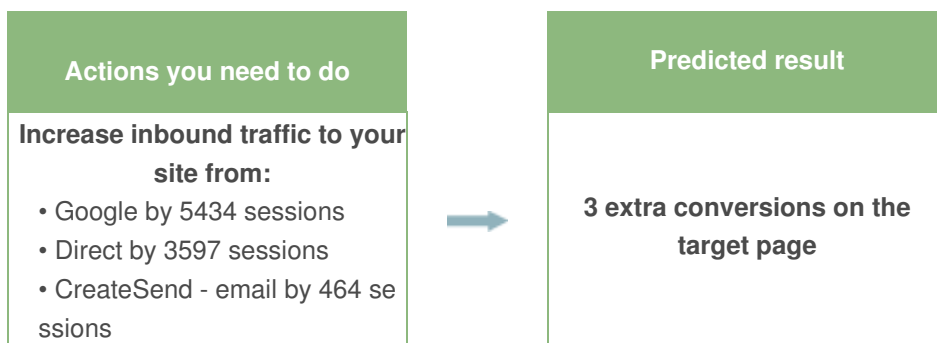 Actions you need to do
Increase inbound traffic to your
site from:
• Google by 5434 sessions
• Direct by 3597 sessions
• CreateSend - email by 464 se
ssions
Predicted result
3 extra conversions on the
target page